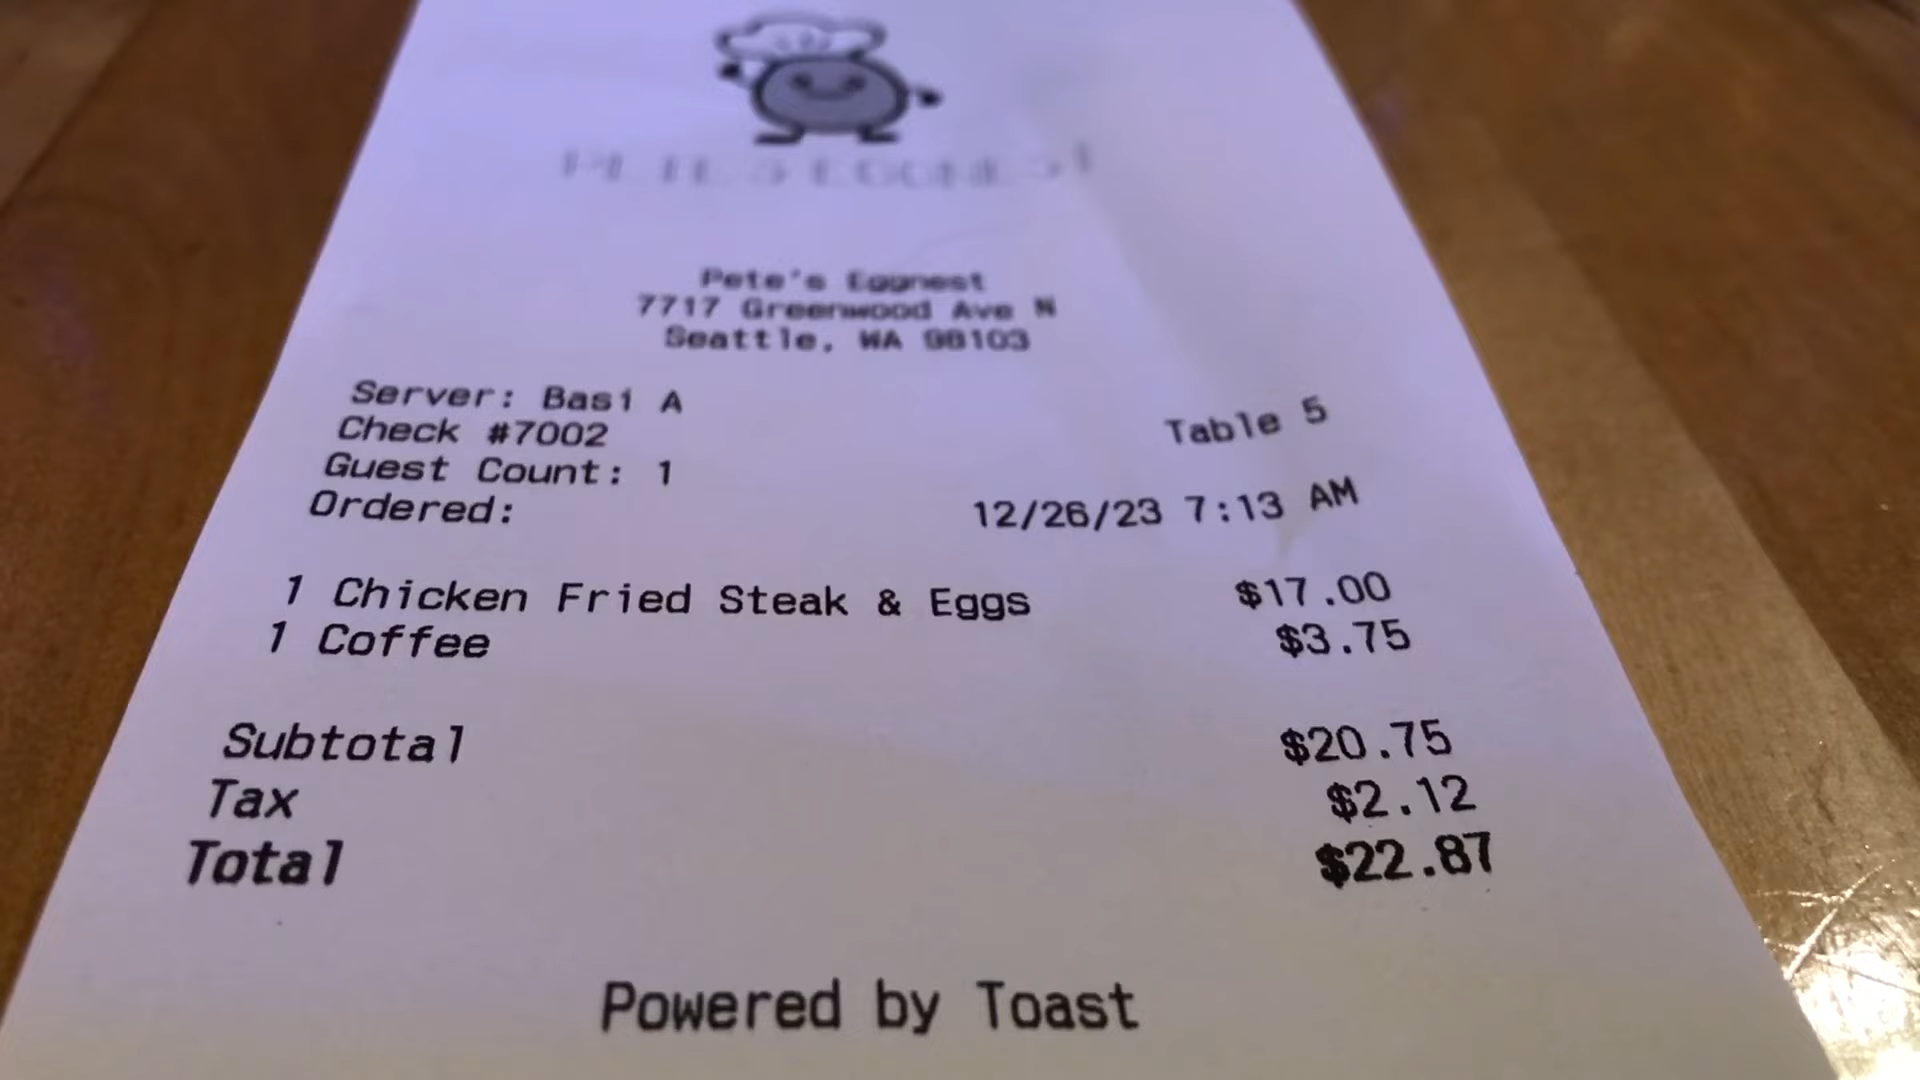 PETE'S EGGNEST
Pete's Eggnest
7717 Greenwood Ave N
Seattle, WA 98103
Server: Basi A
Check #7002 Table 5
Guest Count: 1
Ordered: 12/26/23 7:13 AM
1 Chicken Fried Steak & Eggs $17.00
1 Coffee $3.75
Subtotal $20.75
Tax $2.12
Total $22.87
Powered by Toast